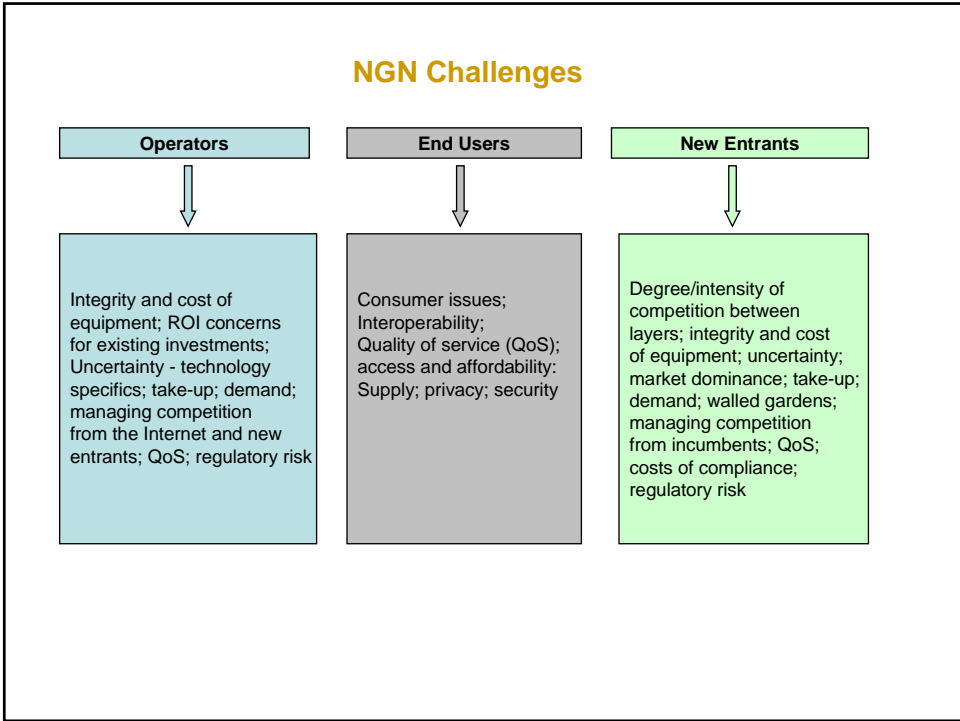 NGN Challenges
Operators
End Users
New Entrants
Integrity and cost of
equipment; ROI concerns
for existing investments;
Uncertainty - technology
specifics; take-up; demand;
managing competition
from the Internet and new
entrants; QoS; regulatory risk
Consumer issues;
Interoperability;
Quality of service (QoS);
access and affordability:
Supply; privacy; security
Degree/intensity of
competition between
layers; integrity and cost
of equipment; uncertainty;
market dominance; take-up;
demand; walled gardens;
managing competition
from incumbents; QoS;
costs of compliance;
regulatory risk